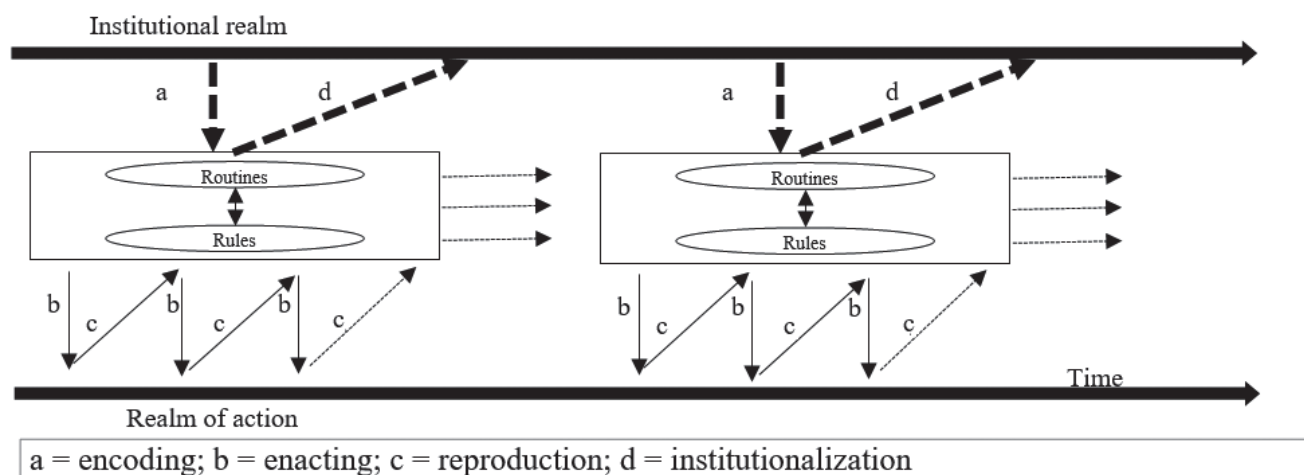 Institutional realm
a
d
a
d
Routines
Rules
Routines
Rules
b
c
b
c
b
c
b
c
b
c
b
c
Time
Realm of action
a = encoding; b = enacting; c = reproduction; d = institutionalization